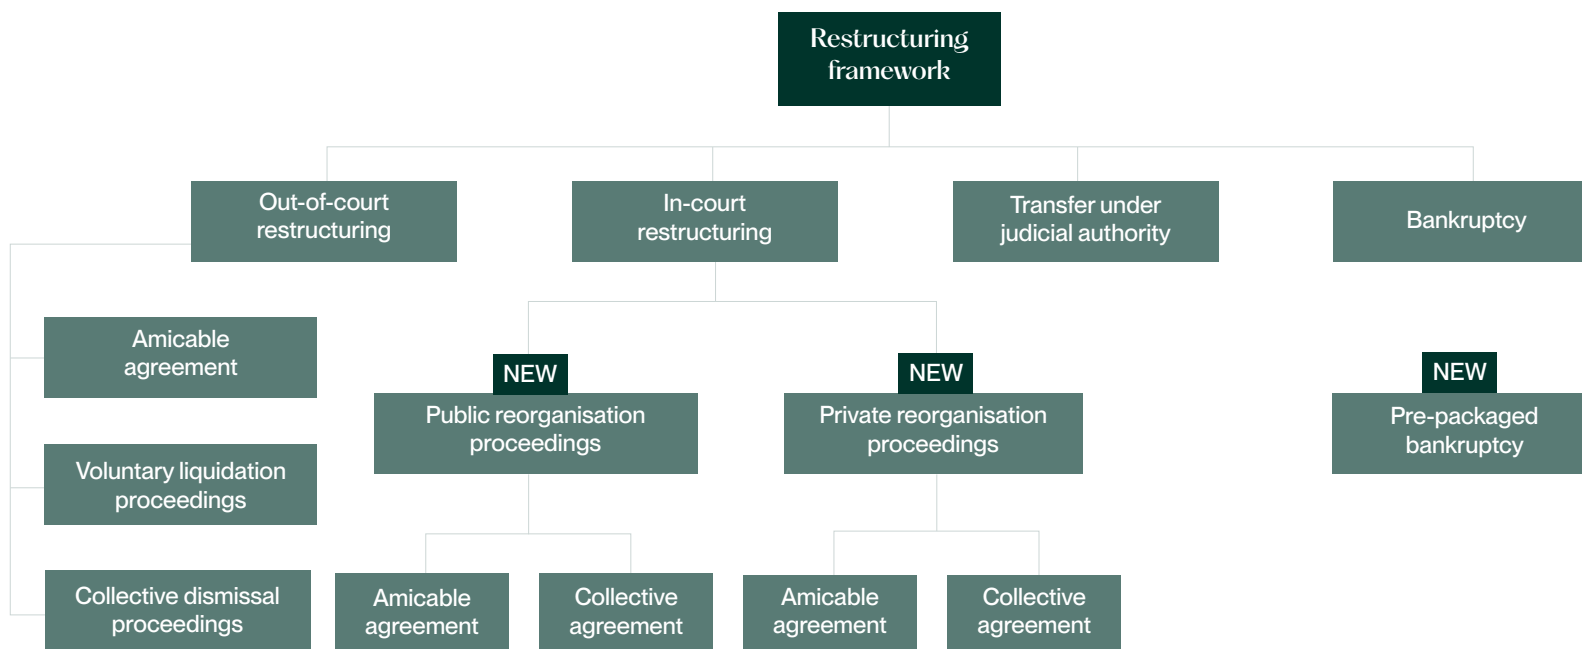 Restructuring
framework
Out-of-court
restructuring
In-court
restructuring
Transfer under
judicial authority
Bankruptcy
Amicable
agreement
Voluntary liquidation
proceedings
Collective dismissal
proceedings
NEW
Public reorganisation
proceedings
NEW
Private reorganisation
proceedings
NEW
Pre-packaged
bankruptcy
Amicable
agreement
Collective
agreement
Amicable
agreement
Collective
agreement